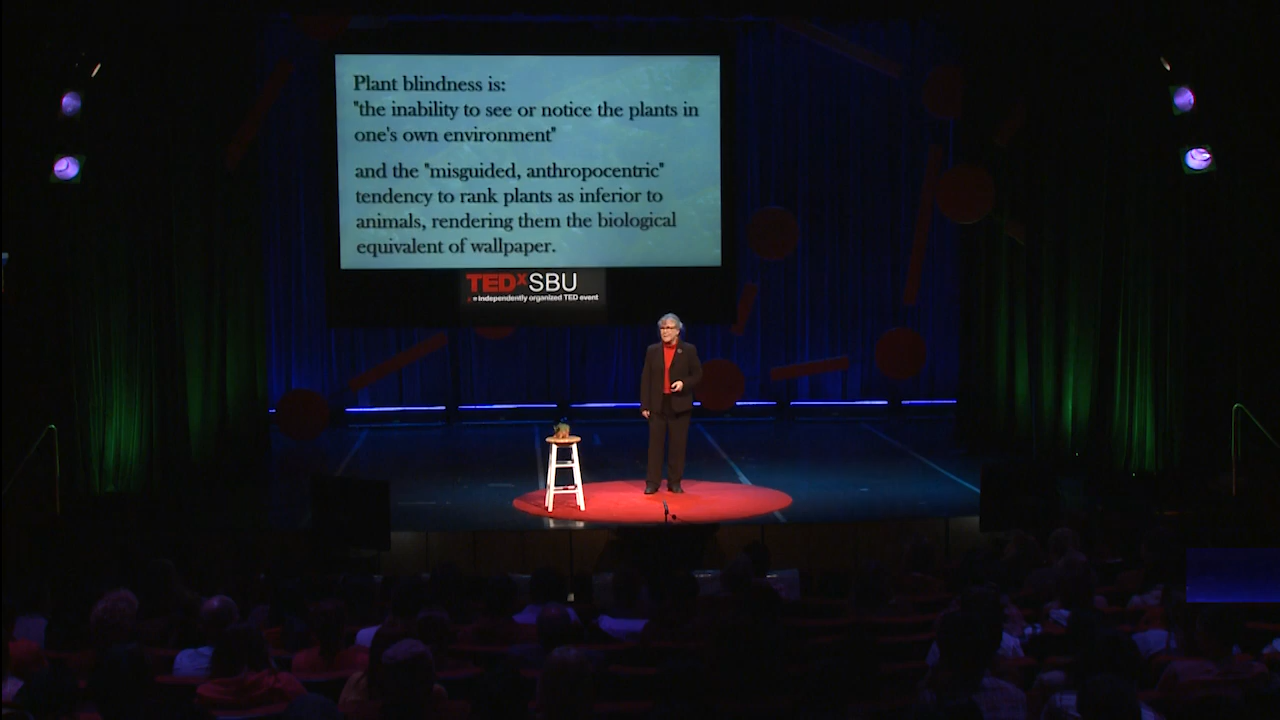 Plant blindness is:
"the inability to see or notice the plants in
one's own environment"
and the "misguided, anthropocentric"
tendency to rank plants as inferior to
animals, rendering them the biological
equivalent of wallpaper.
TEDxSBU
independently organized TED event